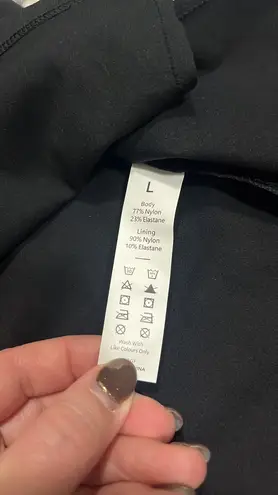 L
Body
77% Nylon
23% Elastane
Lining
90% Nylon
10% Elastane
Wash With
Like Colours Only